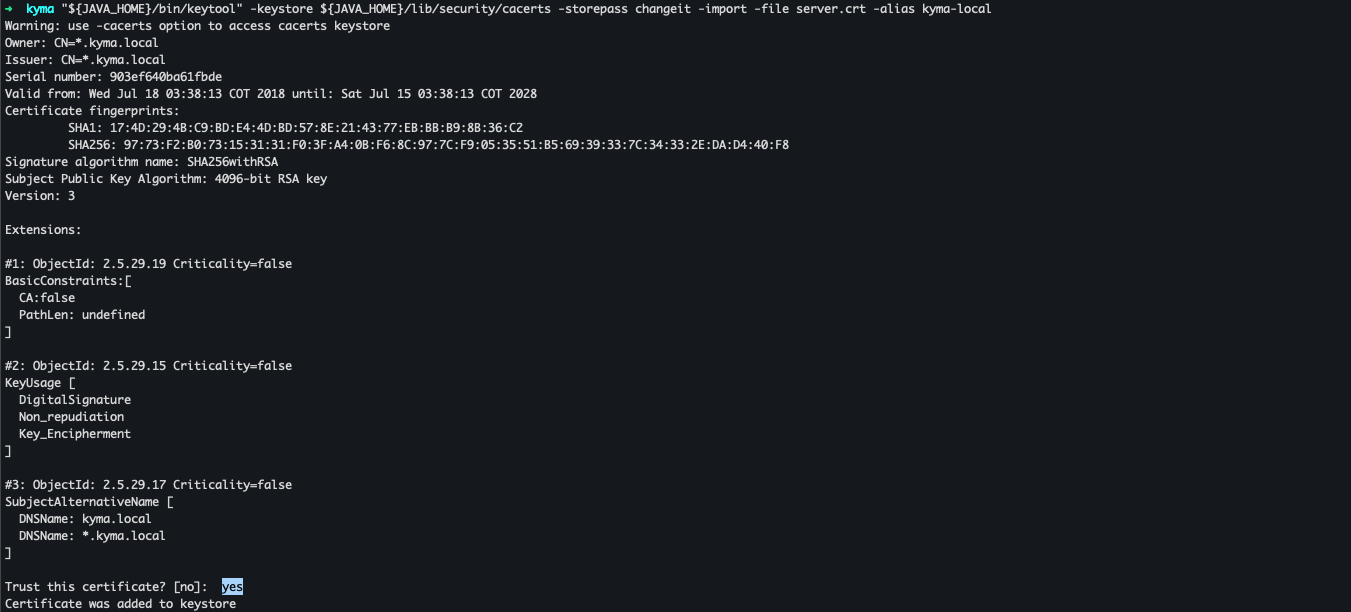 ➜ kyma "${JAVA_HOME}/bin/keytool" -keystore ${JAVA_HOME}/lib/security/cacerts -storepass changeit -import -file server.crt -alias kyma-local
Warning: use -cacerts option to access cacerts keystore
Owner: CN=*.kyma.local
Issuer: CN=*.kyma.local
Serial number: 903ef640ba61fbde
Valid from: Wed Jul 18 03:38:13 COT 2018 until: Sat Jul 15 03:38:13 COT 2028
Certificate fingerprints:
SHA1: 17:4D:29:4B:C9:BD:E4:4D:BD:57:8E:21:43:77:EB:BB:B9:8B:36:C2
SHA256: 97:73:F2:B0:73:15:31:31:F0:3F:A4:0B:F6:8C:97:7C:F9:05:35:51:B5:69:39:33:7C:34:33:2E:DA:D4:40:F8
Signature algorithm name: SHA256withRSA
Subject Public Key Algorithm: 4096-bit RSA key
Version: 3
Extensions:
#1: ObjectId: 2.5.29.19 Criticality=false
BasicConstraints:[
CA:false
PathLen: undefined
]
#2: ObjectId: 2.5.29.15 Criticality=false
KeyUsage [
DigitalSignature
Non_repudiation
Key_Encipherment
]
#3: ObjectId: 2.5.29.17 Criticality=false
SubjectAlternativeName [
DNSName: kyma.local
DNSName: *.kyma.local
]
Trust this certificate? [no]: yes
Certificate was added to keystore